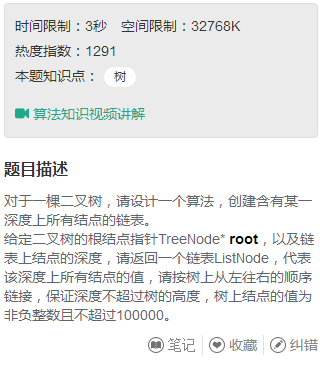 时间限制：3秒 空间限制：32768K
热度指数：1291
本题知识点： 树
算法知识视频讲解
题目描述
对于一棵二叉树，请设计一个算法，创建含有某一
深度上所有结点的链表。
给定二叉树的根结点指针TreeNode* root，以及链
表上结点的深度，请返回一个链表ListNode，代表
该深度上所有结点的值，请按树上从左往右的顺序
链接，保证深度不超过树的高度，树上结点的值为
非负整数且不超过100000。
笔记 收藏 纠错